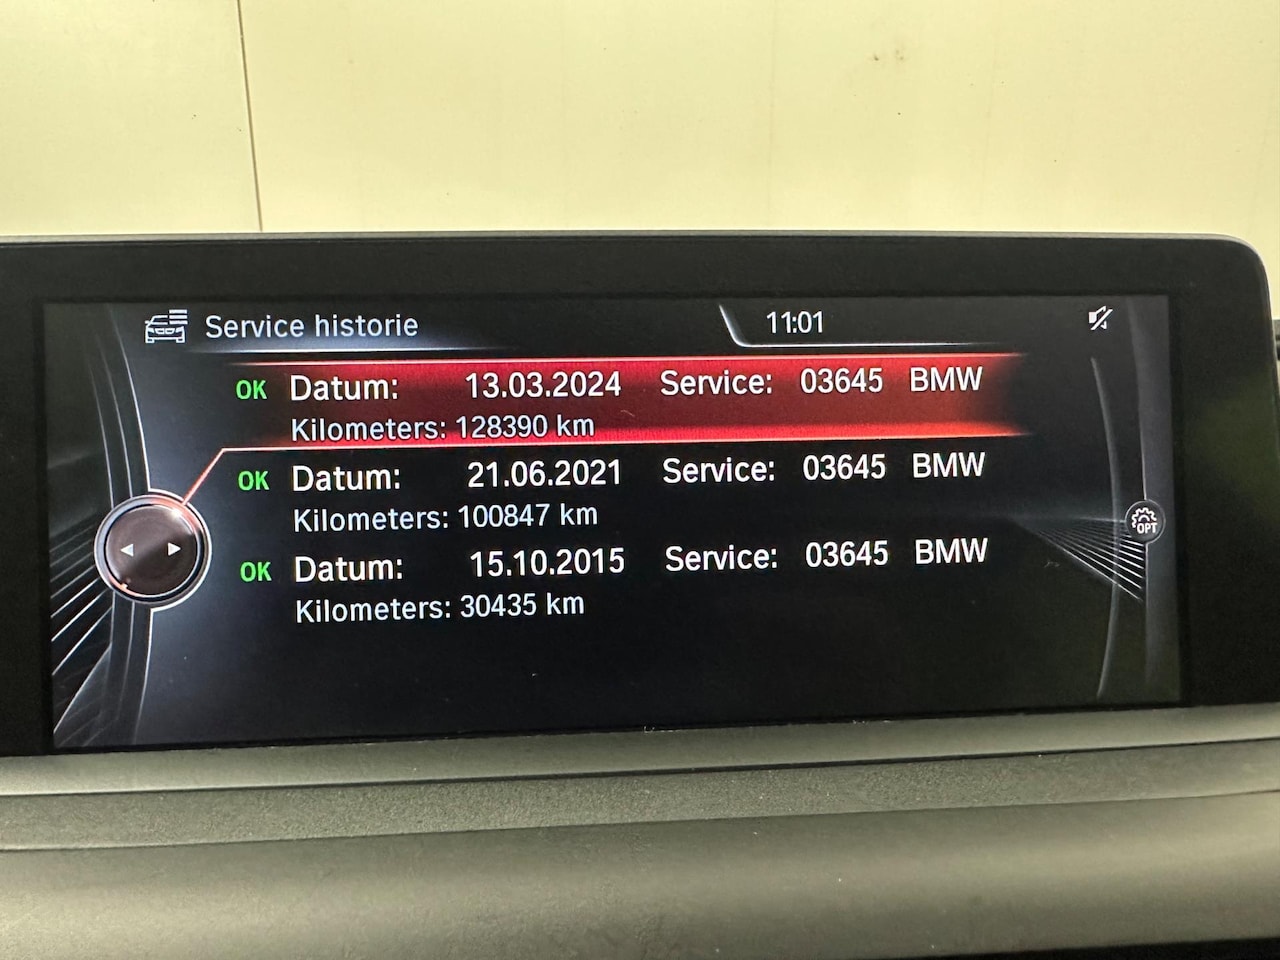 Service historie 11:01
OK Datum: 13.03.2024 Service: 03645 BMW
Kilometers: 128390 km
OK Datum: 21.06.2021 Service: 03645 BMW
Kilometers: 100847 km
OPT
OK Datum: 15.10.2015 Service: 03645 BMW
Kilometers: 30435 km